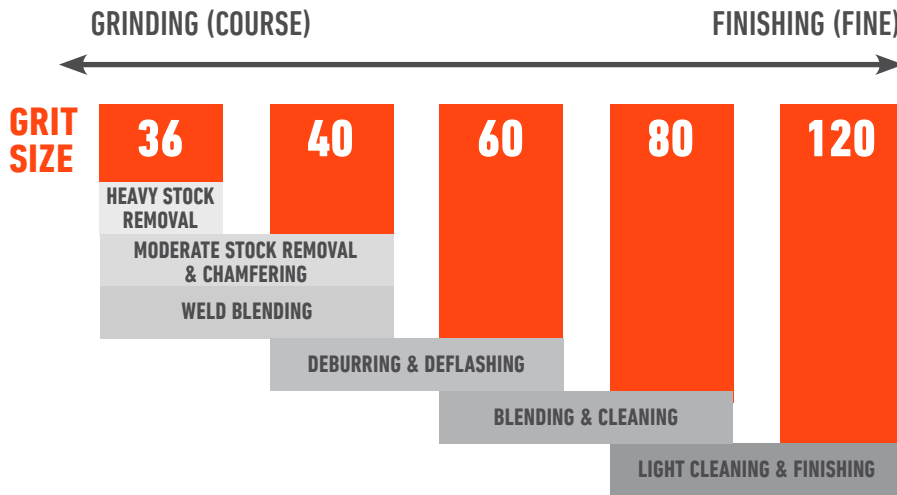 GRINDING (COURSE)
FINISHING (FINE)
GRIT
SIZE
36
40
60
80
120
HEAVY STOCK
REMOVAL
MODERATE STOCK REMOVAL
& CHAMFERING
WELD BLENDING
DEBURRING & DEFLASHING
BLENDING & CLEANING
LIGHT CLEANING & FINISHING